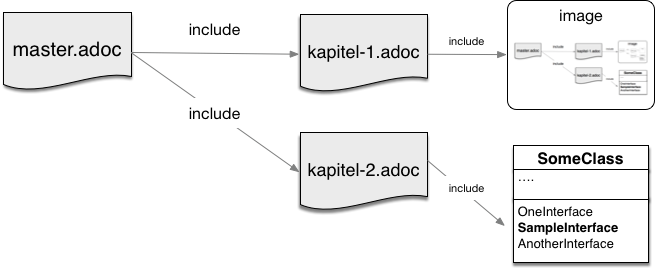 master.adoc
include
kapitel-1.adoc
include
image
include
kapitel-2.adoc
include
SomeClass
....
OneInterface
SampleInterface
AnotherInterface